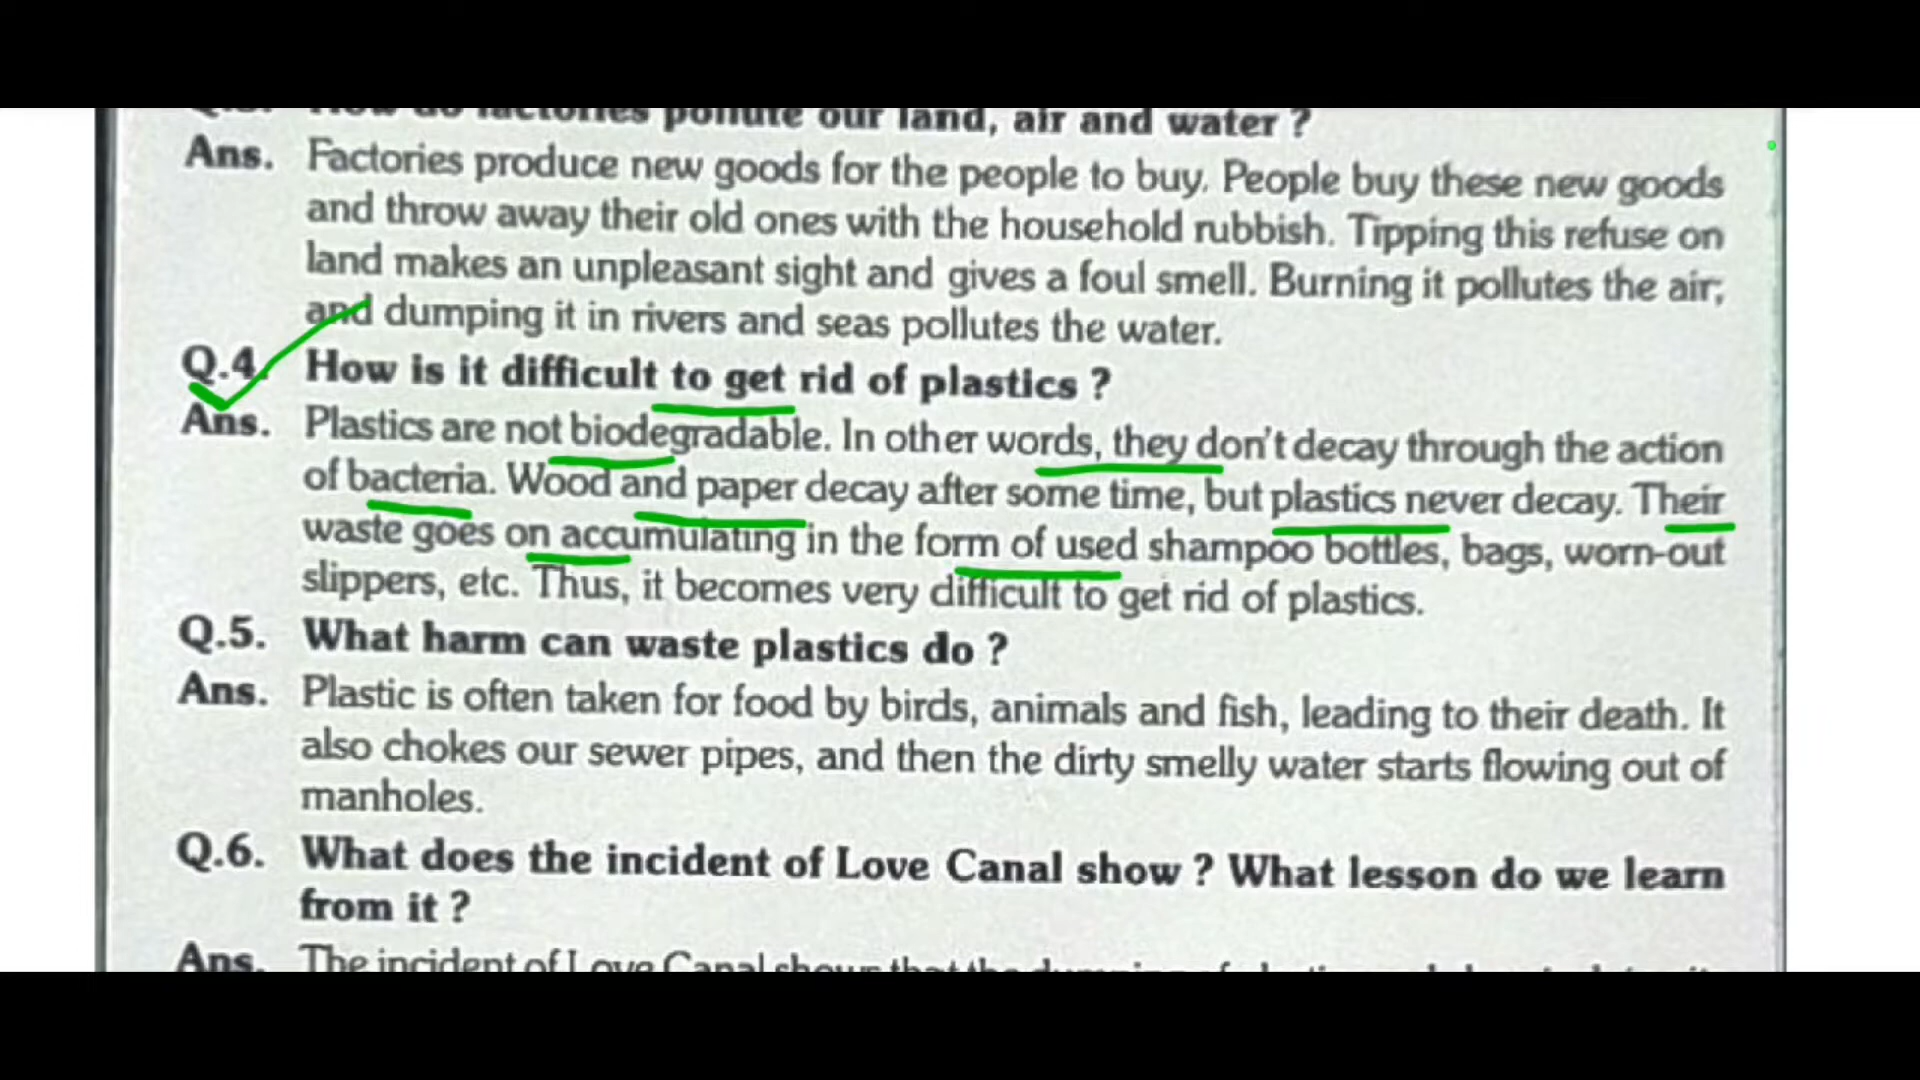 How do factories pollute our land, air and water ?
Ans. Factories produce new goods for the people to buy. People buy these new goods
and throw away their old ones with the household rubbish. Tipping this refuse on
land makes an unpleasant sight and gives a foul smell. Burning it pollutes the air;
and dumping it in rivers and seas pollutes the water.
Q.4. How is it difficult to get rid of plastics ?
Ans. Plastics are not biodegradable. In other words, they don't decay through the action
of bacteria. Wood and paper decay after some time, but plastics never decay. Their
waste goes on accumulating in the form of used shampoo bottles, bags, worn-out
slippers, etc. Thus, it becomes very difficult to get rid of plastics.
Q.5. What harm can waste plastics do ?
Ans. Plastic is often taken for food by birds, animals and fish, leading to their death. It
also chokes our sewer pipes, and then the dirty smelly water starts flowing out of
manholes.
Q.6. What does the incident of Love Canal show ? What lesson do we learn
from it ?
Ans. The incident of Love Canal shows that the